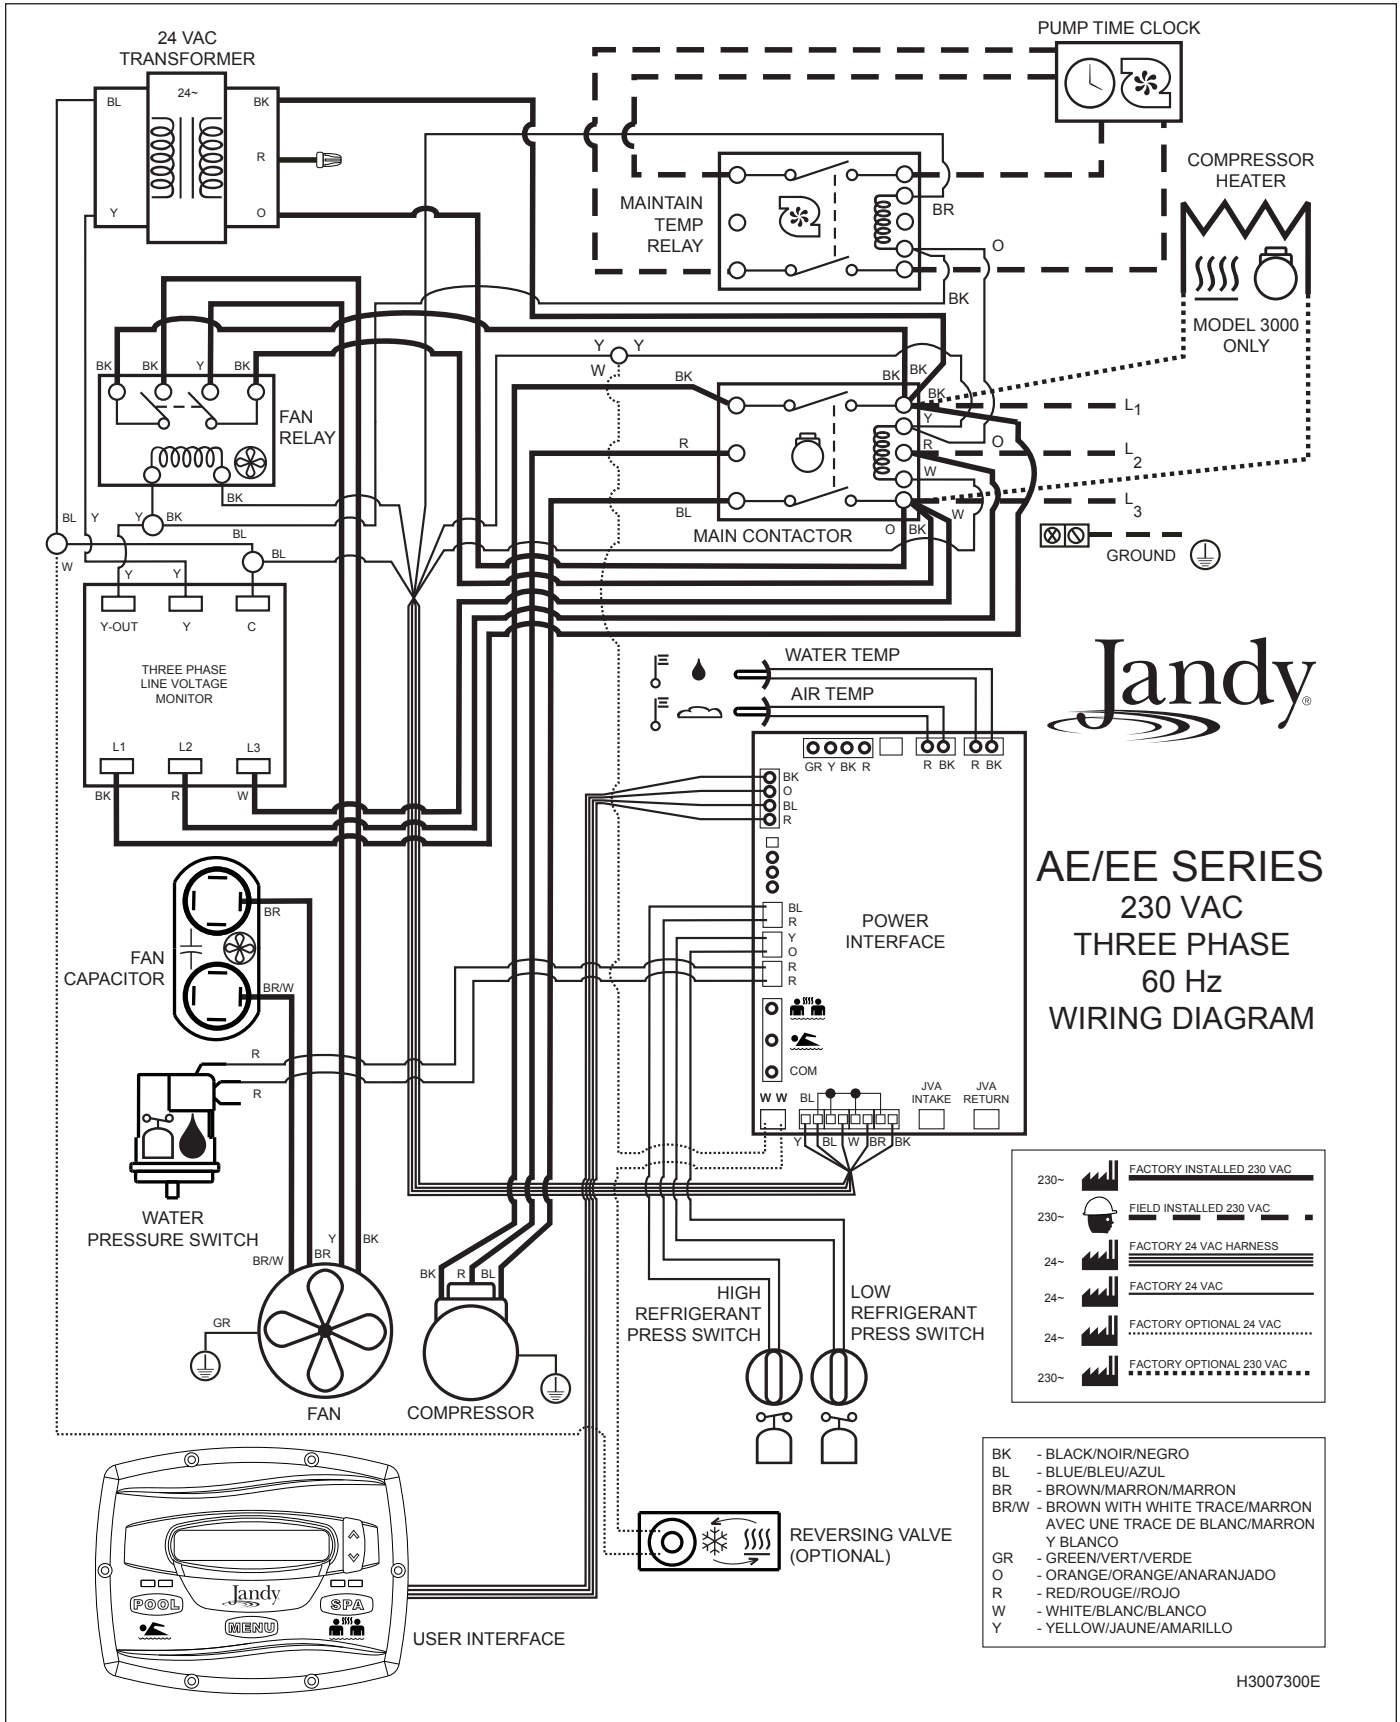 24 VAC
TRANSFORMER
24~
BL
BK
R
Y
O
PUMP TIME CLOCK
COMPRESSOR
HEATER
MAINTAIN
TEMP
RELAY
BR
O
BK
MODEL 3000
ONLY
BK
BK
Y
BK
FAN
RELAY
BK
Y
BK
Y
Y
W
BK
R
BL
BK
BK
BK
Y
R
O
W
W
O
BK
MAIN CONTACTOR
L1
L2
L3
GROUND
BL
Y
W
BL
BL
Y
Y
Y-OUT
Y
C
THREE PHASE
LINE VOLTAGE
MONITOR
L1
L2
L3
BK
R
W
WATER TEMP
AIR TEMP
Jandy®
GR Y BK R
R BK
R BK
BK
O
BL
R
BL
R
Y
O
R
R
POWER
INTERFACE
COM
W W
BL
JVA
INTAKE
JVA
RETURN
Y
BL
W
BR
BK
AE/EE SERIES
230 VAC
THREE PHASE
60 Hz
WIRING DIAGRAM
FAN
CAPACITOR
BR
BR/W
R
R
WATER
PRESSURE SWITCH
BR/W
BR
Y
BK
GR
FAN
BK
R
BL
COMPRESSOR
HIGH
REFRIGERANT
PRESS SWITCH
LOW
REFRIGERANT
PRESS SWITCH
230~ FACTORY INSTALLED 230 VAC
230~ FIELD INSTALLED 230 VAC
24~ FACTORY 24 VAC HARNESS
24~ FACTORY 24 VAC
24~ FACTORY OPTIONAL 24 VAC
230~ FACTORY OPTIONAL 230 VAC
Jandy
POOL
SPA
MENU
USER INTERFACE
REVERSING VALVE
(OPTIONAL)
BK - BLACK/NOIR/NEGRO
BL - BLUE/BLEU/AZUL
BR - BROWN/MARRON/MARRON
BR/W - BROWN WITH WHITE TRACE/MARRON
AVEC UNE TRACE DE BLANC/MARRON
Y BLANCO
GR - GREEN/VERT/VERDE
O - ORANGE/ORANGE/ANARANJADO
R - RED/ROUGE//ROJO
W - WHITE/BLANC/BLANCO
Y - YELLOW/JAUNE/AMARILLO
H3007300E